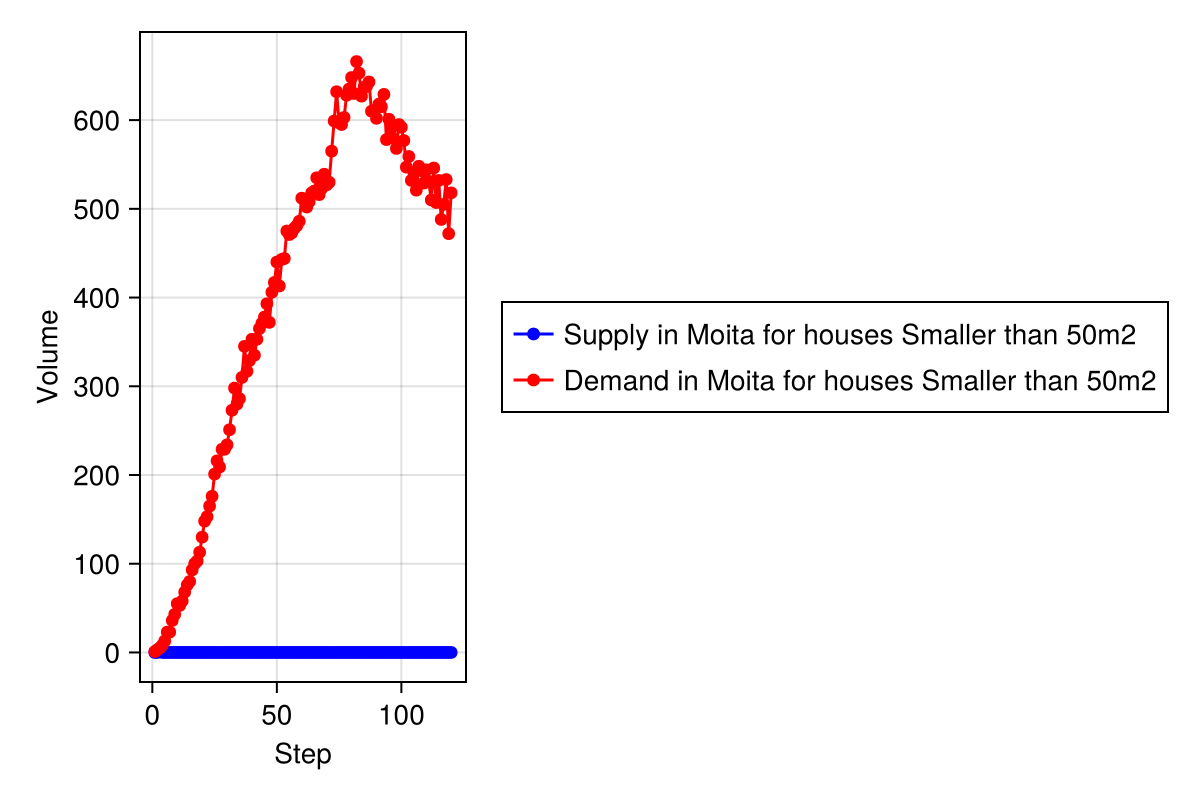 600
500
400
300
200
100
0
Volume
0 50 100
Step
Supply in Moita for houses Smaller than 50m2
Demand in Moita for houses Smaller than 50m2